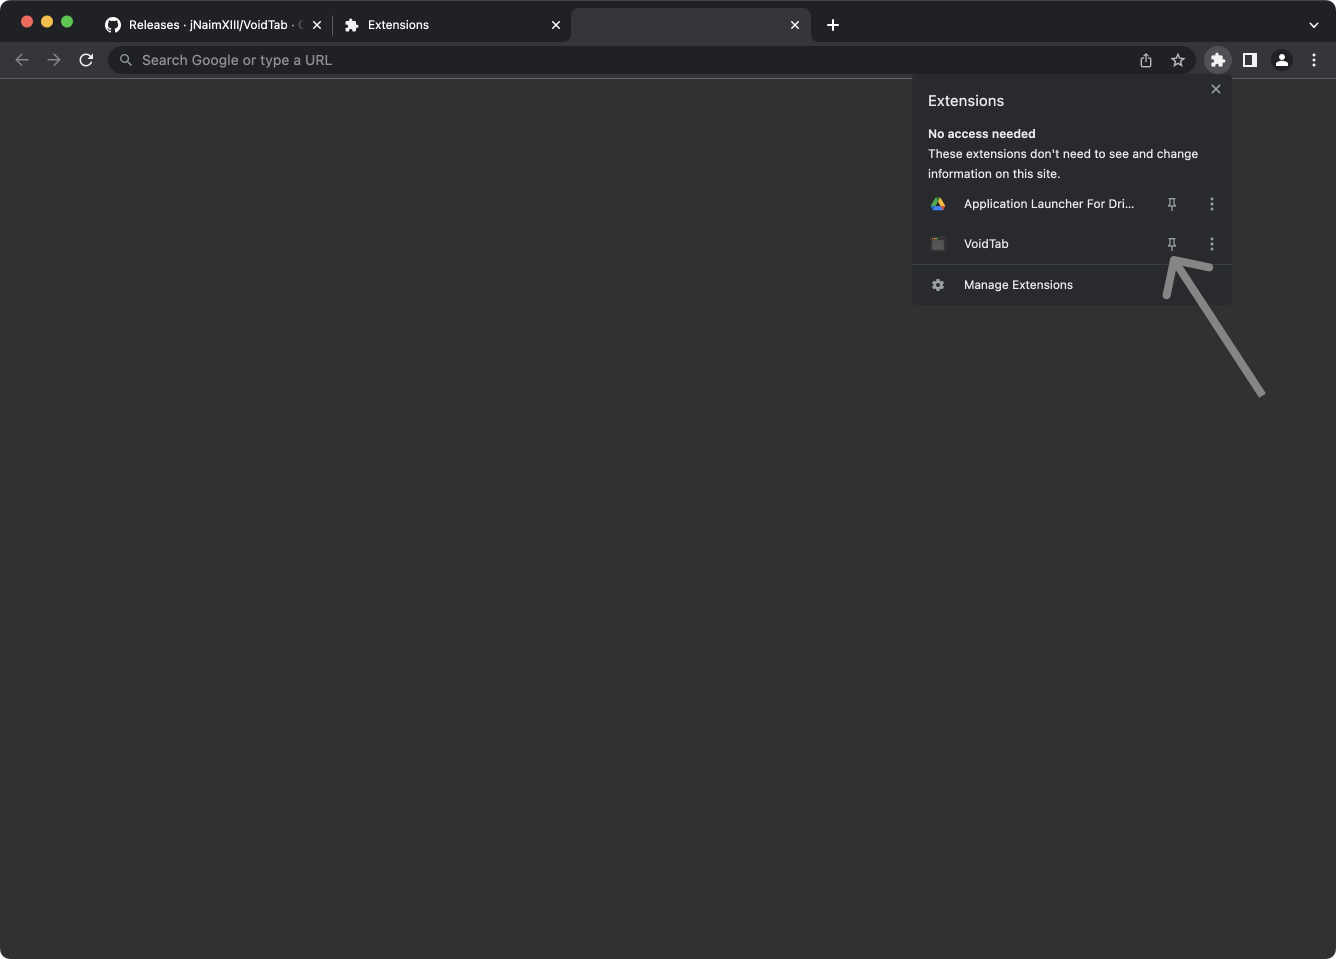 Releases · jNaimXIII/VoidTab ·
Extensions
Search Google or type a URL
Extensions
No access needed
These extensions don't need to see and change
information on this site.
Application Launcher For Dri...
VoidTab
Manage Extensions